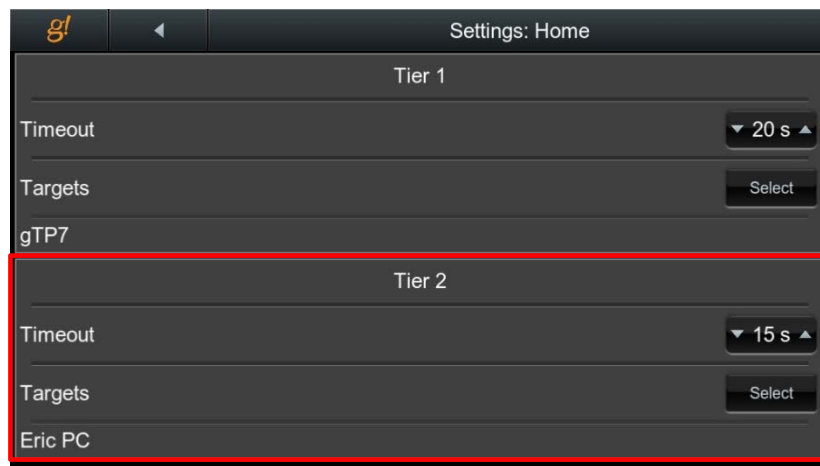 g! Settings: Home
Tier 1
Timeout 20 s
Targets Select
gTP7
Tier 2
Timeout 15 s
Targets Select
Eric PC